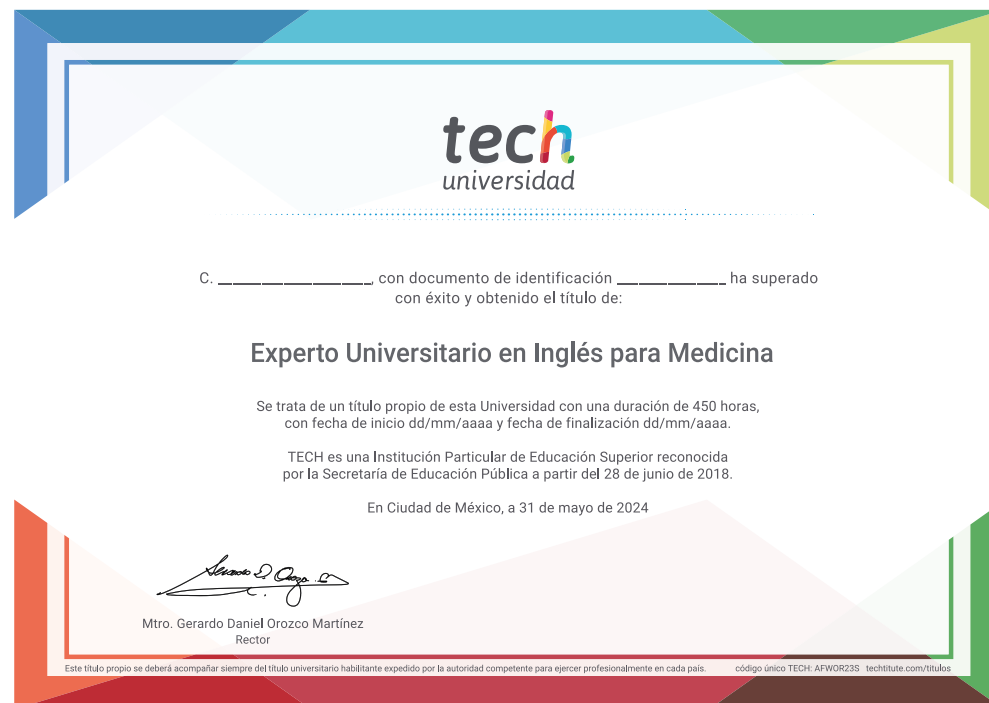 tech
universidad
C. ____________________, con documento de identificación ______________ ha superado
con éxito y obtenido el título de:
Experto Universitario en Inglés para Medicina
Se trata de un título propio de esta Universidad con una duración de 450 horas,
con fecha de inicio dd/mm/aaaa y fecha de finalización dd/mm/aaaa.
TECH es una Institución Particular de Educación Superior reconocida
por la Secretaría de Educación Pública a partir del 28 de junio de 2018.
En Ciudad de México, a 31 de mayo de 2024
Mtro. Gerardo Daniel Orozco Martínez
Rector
Este título propio se deberá acompañar siempre del título universitario habilitante expedido por la autoridad competente para ejercer profesionalmente en cada país. código único TECH: AFWOR23S techtitute.com/titulos